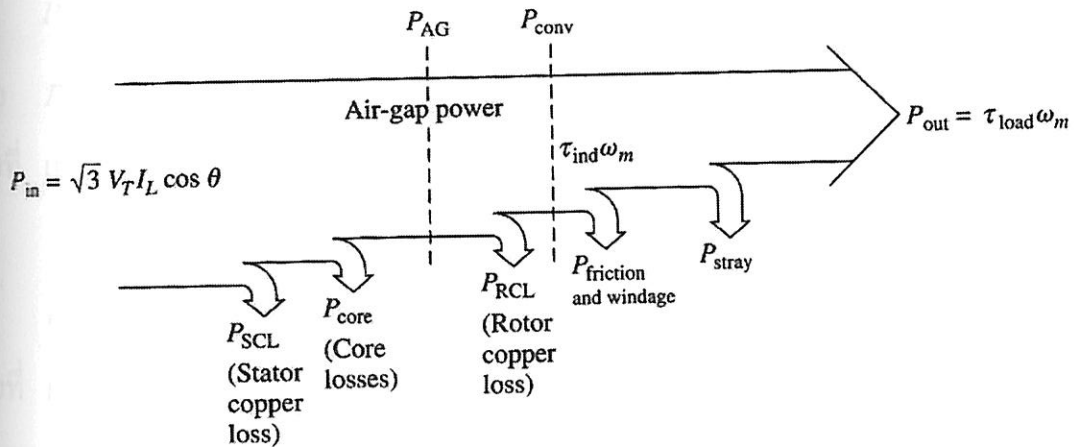 P_AG
P_conv
Air-gap power
P_out = τ_load ω_m
τ_ind ω_m
P_in = √3 V_T I_L cos θ
P_SCL
(Stator
copper
loss)
P_core
(Core
losses)
P_RCL
(Rotor
copper
loss)
P_friction
and windage
P_stray